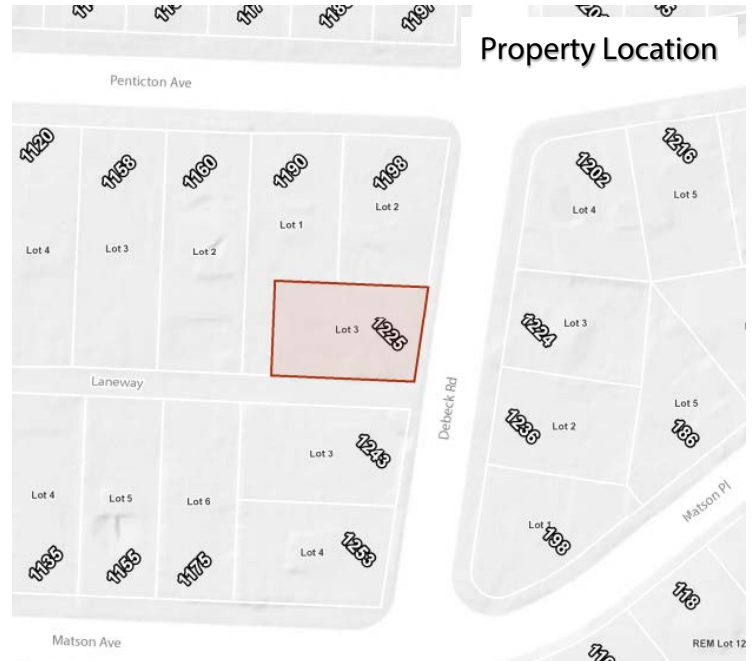 Property Location
Penticton Ave
1120
1158
1160
1190
1198
1202
1216
Lot 4
Lot 3
Lot 2
Lot 1
Lot 2
Lot 4
Lot 5
Lot 3
1225
1224
Lot 3
Laneway
Debeck Rd
Lot 3
1243
1236
Lot 2
Lot 5
186
Lot 4
Lot 5
Lot 6
1135
1155
1175
Lot 4
1253
Lot 1
198
Matson Pl
118
Matson Ave
REM Lot 12